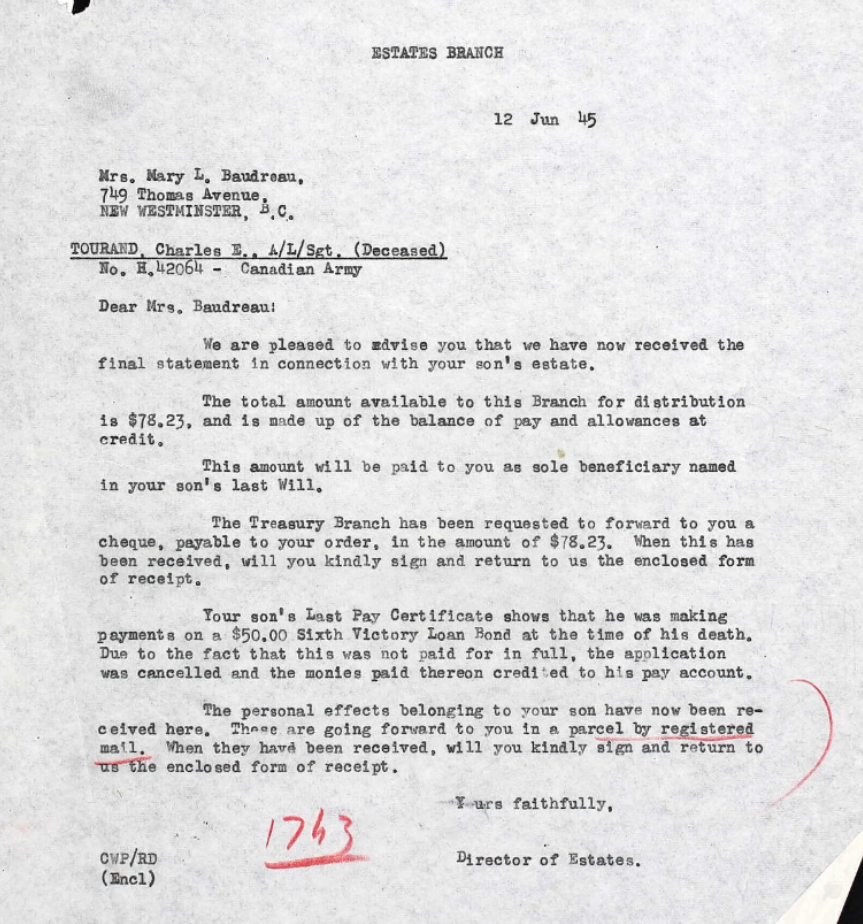 ESTATES BRANCH
12 Jun 45
Mrs. Mary L. Baudreau,
749 Thomas Avenue,
NEW WESTMINSTER, B.C.
TOURAND, Charles E., A/L/Sgt. (Deceased)
No. H.42064 - Canadian Army
Dear Mrs. Baudreau:
We are pleased to advise you that we have now received the
final statement in connection with your son's estate.
The total amount available to this Branch for distribution
is $78.23, and is made up of the balance of pay and allowances at
credit.
This amount will be paid to you as sole beneficiary named
in your son's last Will.
The Treasury Branch has been requested to forward to you a
cheque, payable to your order, in the amount of $78.23. When this has
been received, will you kindly sign and return to us the enclosed form
of receipt.
Your son's Last Pay Certificate shows that he was making
payments on a $50.00 Sixth Victory Loan Bond at the time of his death.
Due to the fact that this was not paid for in full, the application
was cancelled and the monies paid thereon credited to his pay account.
The personal effects belonging to your son have now been re-
ceived here. These are going forward to you in a parcel by registered
mail. When they have been received, will you kindly sign and return to
us the enclosed form of receipt.
Yours faithfully,
1743
CWP/RD
Director of Estates.
(Encl)